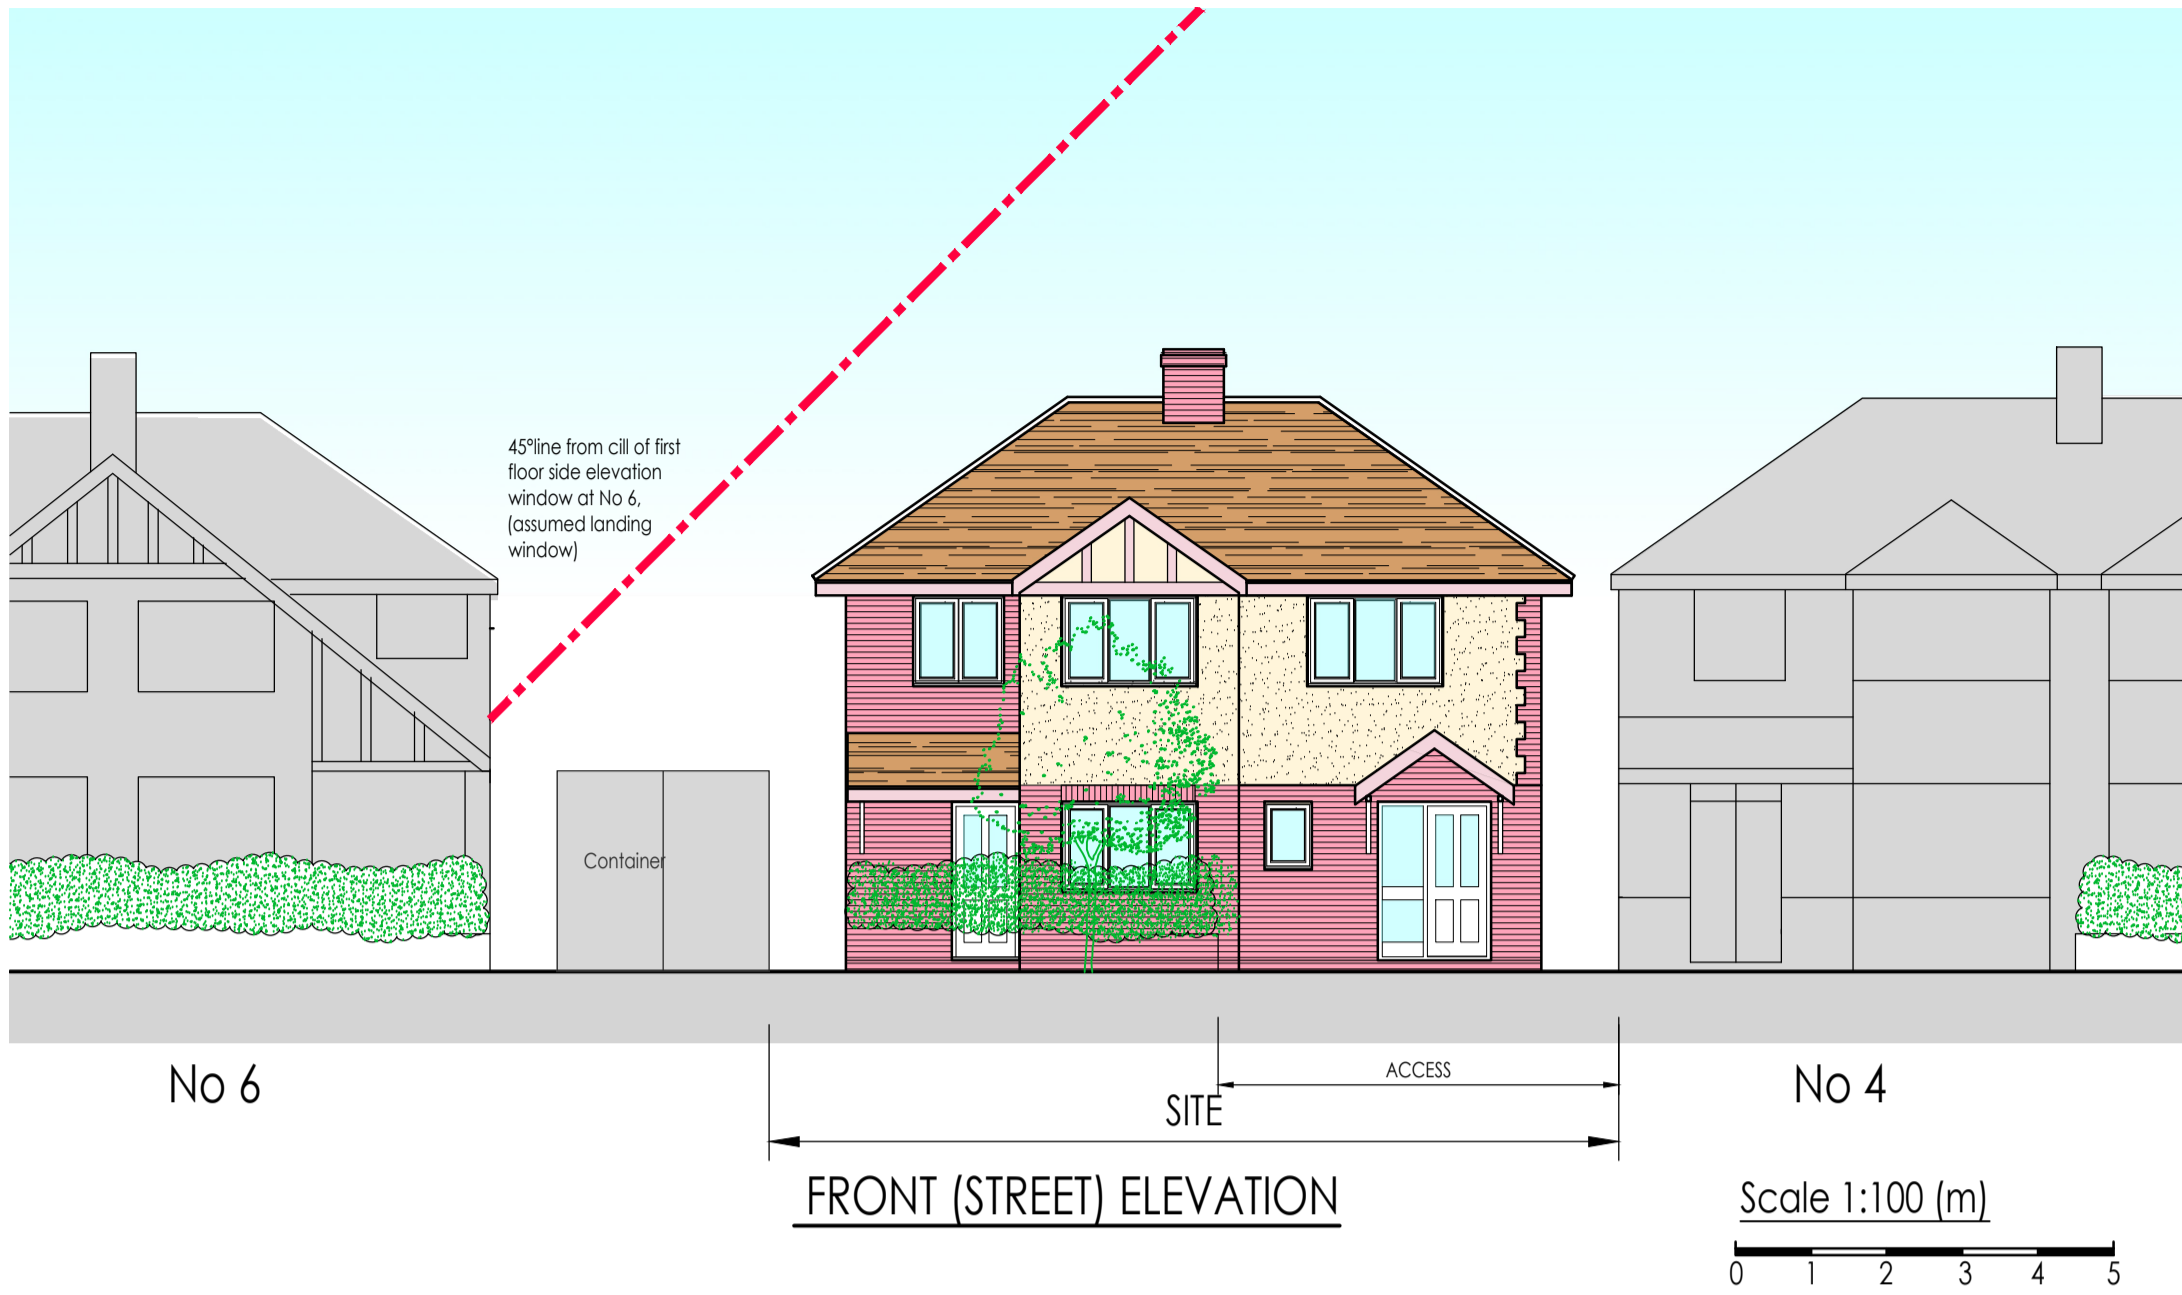 45°line from cill of first
floor side elevation
window at No 6,
(assumed landing
window)
Container
No 6
ACCESS
No 4
SITE
FRONT (STREET) ELEVATION
Scale 1:100 (m)
0 1 2 3 4 5